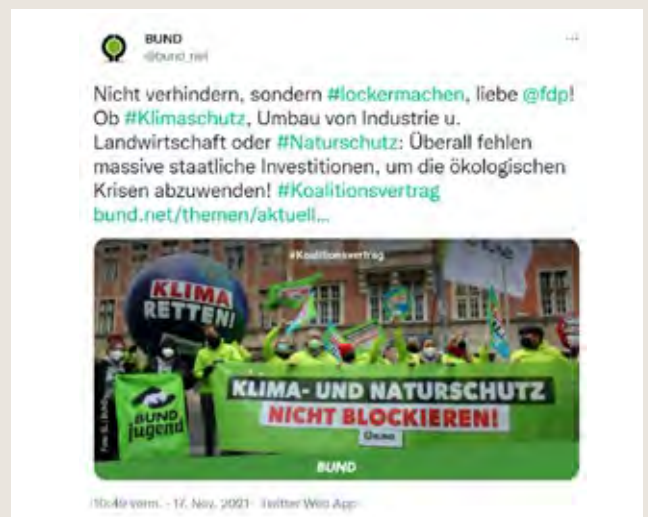 BUND
@bund_net
Nicht verhindern, sondern #lockermachen, liebe @fdp!
Ob #Klimaschutz, Umbau von Industrie u.
Landwirtschaft oder #Naturschutz: Überall fehlen
massive staatliche Investitionen, um die ökologischen
Krisen abzuwenden! #Koalitionsvertrag
bund.net/themen/aktuell...
#Koalitionsvertrag
KLIMA
RETTEN!
KLIMA- UND NATURSCHUTZ
NICHT BLOCKIEREN!
BUND
jugend
BUND
10:49 vorm. · 17. Nov. 2021 · Twitter Web App